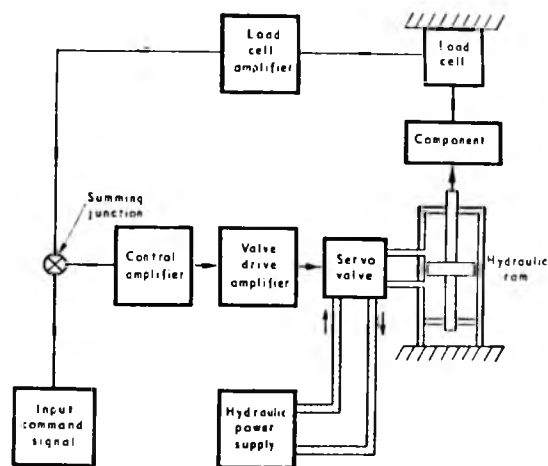 Load
cell
amplifier
Load
cell
Component
Summing
junction
Control
amplifier
Valve
drive
amplifier
Servo
valve
Hydraulic
ram
Input
command
signal
Hydraulic
power
supply